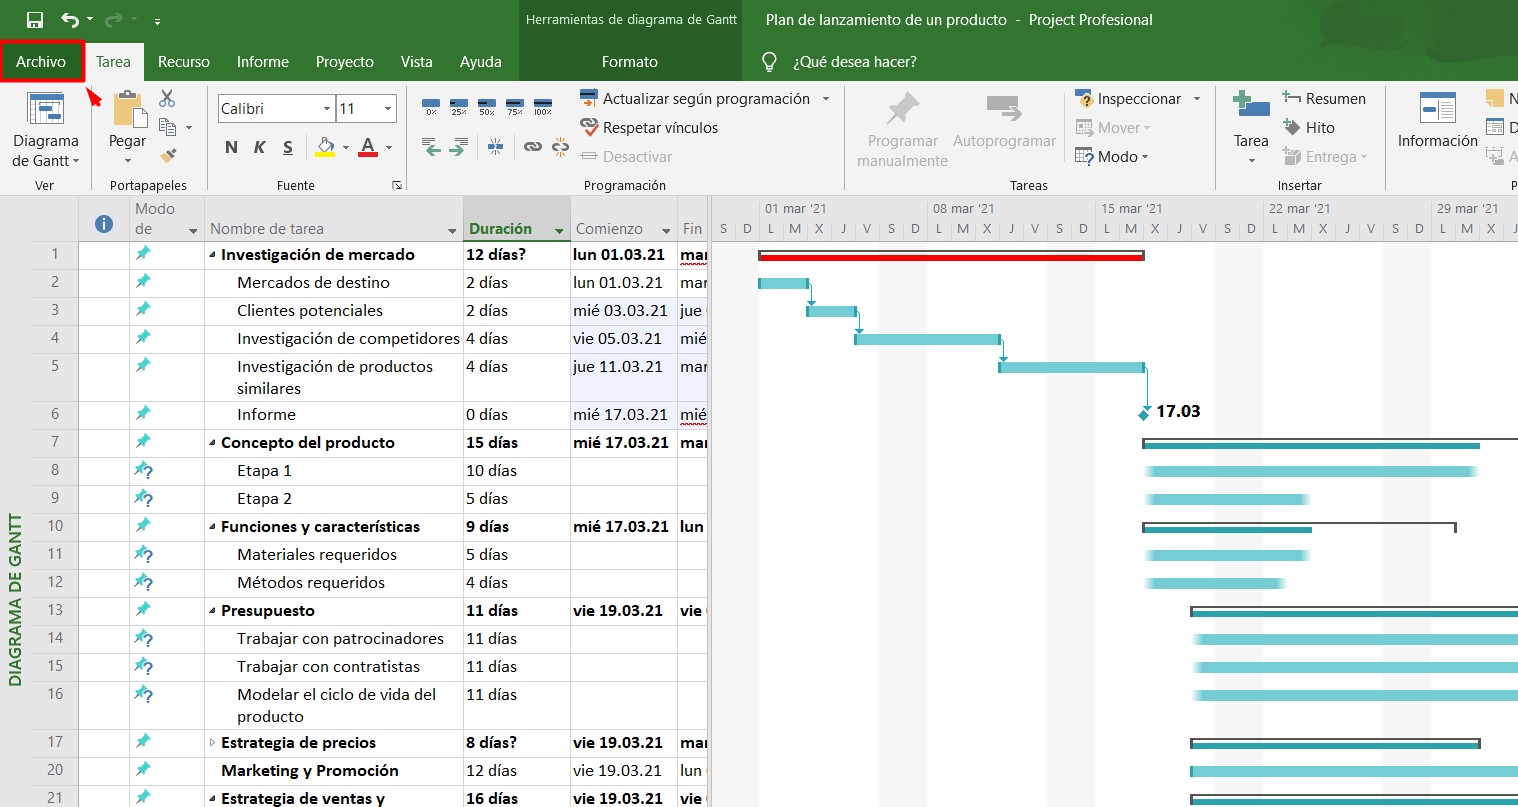 Herramientas de diagrama de Gantt
Plan de lanzamiento de un producto - Project Profesional
Archivo Tarea Recurso Informe Proyecto Vista Ayuda Formato ¿Qué desea hacer?
Diagrama de Gantt
Ver
Pegar
Portapapeles
Calibri 11
N K S A
Fuente
0% 25% 50% 75% 100%
Actualizar según programación
Respetar vínculos
Desactivar
Programación
Programar manualmente
Autoprogramar
Inspeccionar
Mover
Modo
Tareas
Tarea
Resumen
Hito
Entrega
Insertar
Información
N
D
A
P
Modo de Nombre de tarea Duración Comienzo Fin
01 mar '21 08 mar '21 15 mar '21 22 mar '21 29 mar '21
S D L M X J V S D L M X J V S D L M X J V S D L M X J V S D L M X J
1 Investigación de mercado 12 días? lun 01.03.21 mar
2 Mercados de destino 2 días lun 01.03.21 mar
3 Clientes potenciales 2 días mié 03.03.21 jue
4 Investigación de competidores 4 días vie 05.03.21 mié
5 Investigación de productos similares 4 días jue 11.03.21 mar
6 Informe 0 días mié 17.03.21 mié
17.03
7 Concepto del producto 15 días mié 17.03.21 mar
8 Etapa 1 10 días
9 Etapa 2 5 días
10 Funciones y características 9 días mié 17.03.21 lun
11 Materiales requeridos 5 días
12 Métodos requeridos 4 días
13 Presupuesto 11 días vie 19.03.21 vie
14 Trabajar con patrocinadores 11 días
15 Trabajar con contratistas 11 días
16 Modelar el ciclo de vida del producto 11 días
17 Estrategia de precios 8 días? vie 19.03.21 mar
20 Marketing y Promoción 12 días vie 19.03.21 lun
21 Estrategia de ventas y 16 días vie 19.03.21 vie
DIAGRAMA DE GANTT